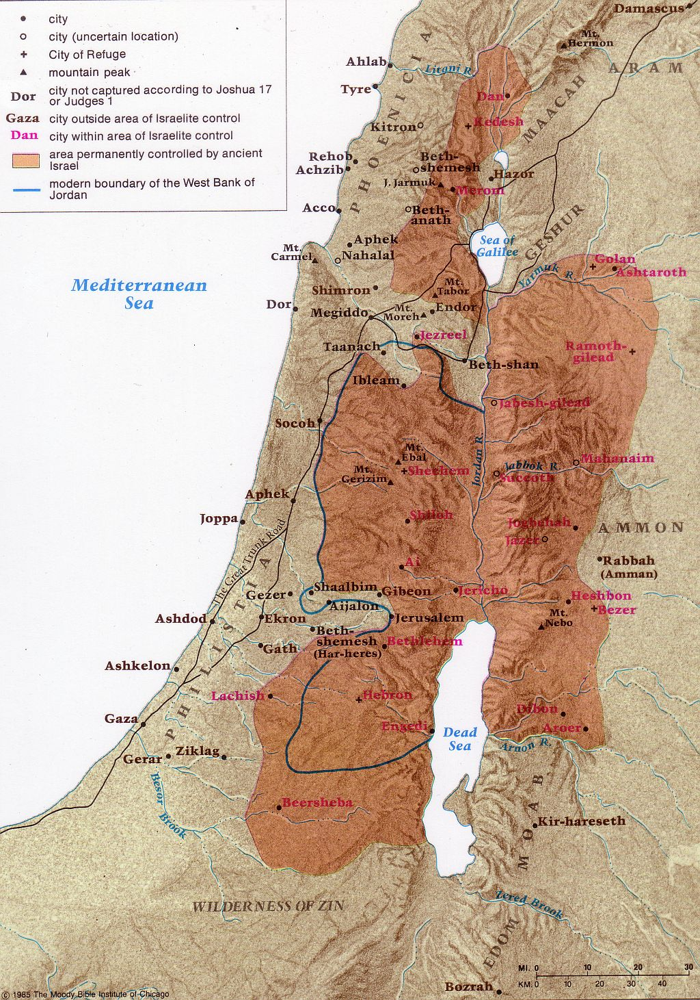 city
city (uncertain location)
City of Refuge
mountain peak
Dor
city not captured according to Joshua 17
or Judges 1
Gaza
city outside area of Israelite control
Dan
city within area of Israelite control
area permanently controlled by ancient
Israel
modern boundary of the West Bank of
Jordan
Damascus
Mt.
Hermon
ARAM
Ahlab
Litani R.
PHOENICIA
Tyre
Dan
MAACAH
Kitron
Kedesh
Rehob
Achzib
Beth-
shemesh
Hazor
J. Jarmuk
Merom
Acco
Beth-
anath
GESHUR
Sea of
Galilee
Aphek
Mt.
Carmel
Nahalal
Golan
Ashtaroth
Yarmuk R.
Mediterranean
Sea
Shimron
Mt.
Tabor
Dor
Megiddo
Mt.
Moreh
Endor
Jezreel
Taanach
Ramoth-
gilead
Beth-shan
Ibleam
Jabesh-gilead
Socoh
Jordan R.
Mt.
Ebal
Shechem
Mt.
Gerizim
Jabbok R.
Mahanaim
Succoth
Aphek
Joppa
Shiloh
Jogbehah
Jazer
AMMON
The Great Trunk Road
Ai
Rabbah
(Amman)
PHILISTIA
Gezer
Shaalbim
Gibeon
Jericho
Heshbon
Bezer
Aijalon
Mt.
Nebo
Ashdod
Ekron
Jerusalem
Beth-
shemesh
(Har-heres)
Bethlehem
Gath
Ashkelon
Lachish
Hebron
Dibon
Gaza
Engedi
Aroer
Dead
Sea
Arnon R.
Gerar
Ziklag
Besor
Brook
MOAB
Beersheba
Kir-hareseth
WILDERNESS OF ZIN
Zered Brook
EDOM
MI. 0 10 20 30
KM. 0 10 20 30 40
Bozrah
© 1985 The Moody Bible Institute of Chicago